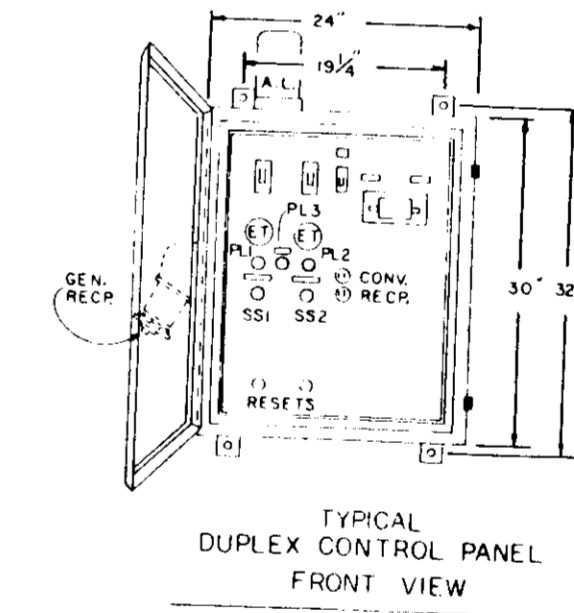 24"
19 1/4"
A.L.
PL3
ET ET
PL1 PL2
GEN.
RECP.
CONV.
RECP.
30" 32
SS1 SS2
RESETS
TYPICAL
DUPLEX CONTROL PANEL
FRONT VIEW